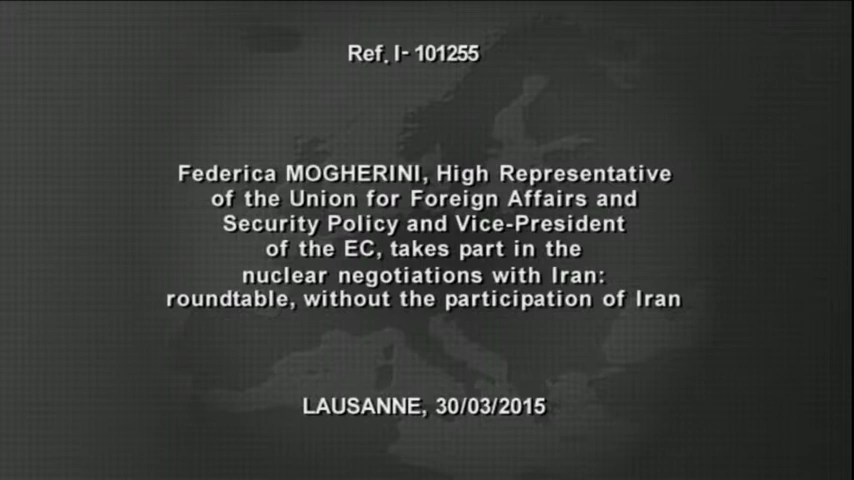 Ref. I- 101255
Federica MOGHERINI, High Representative
of the Union for Foreign Affairs and
Security Policy and Vice-President
of the EC, takes part in the
nuclear negotiations with Iran:
roundtable, without the participation of Iran
LAUSANNE, 30/03/2015